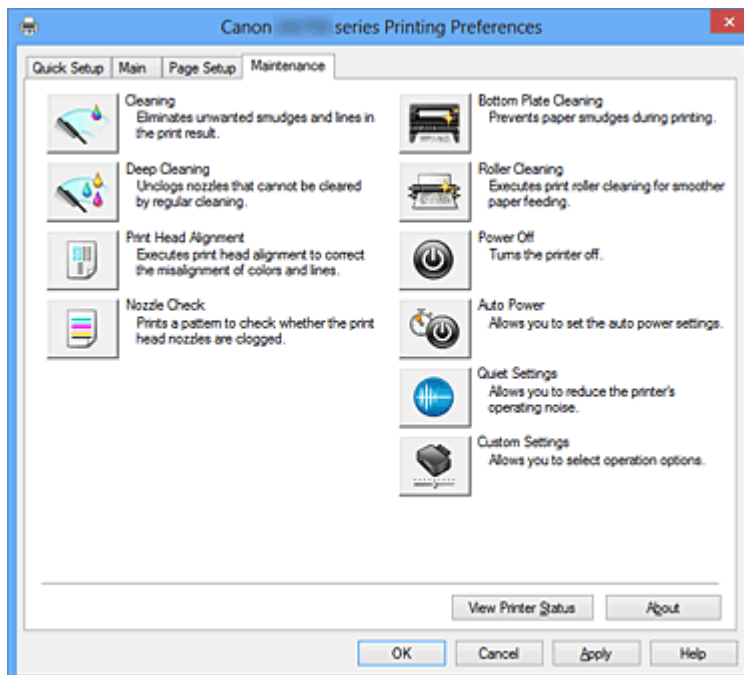 Canon series Printing Preferences
Quick Setup Main Page Setup Maintenance
Cleaning
Eliminates unwanted smudges and lines in
the print result.
Deep Cleaning
Unclogs nozzles that cannot be cleared
by regular cleaning.
Print Head Alignment
Executes print head alignment to correct
the misalignment of colors and lines.
Nozzle Check
Prints a pattern to check whether the print
head nozzles are clogged.
Bottom Plate Cleaning
Prevents paper smudges during printing.
Roller Cleaning
Executes print roller cleaning for smoother
paper feeding.
Power Off
Turns the printer off.
Auto Power
Allows you to set the auto power settings.
Quiet Settings
Allows you to reduce the printer's
operating noise.
Custom Settings
Allows you to select operation options.
View Printer Status About
OK Cancel Apply Help